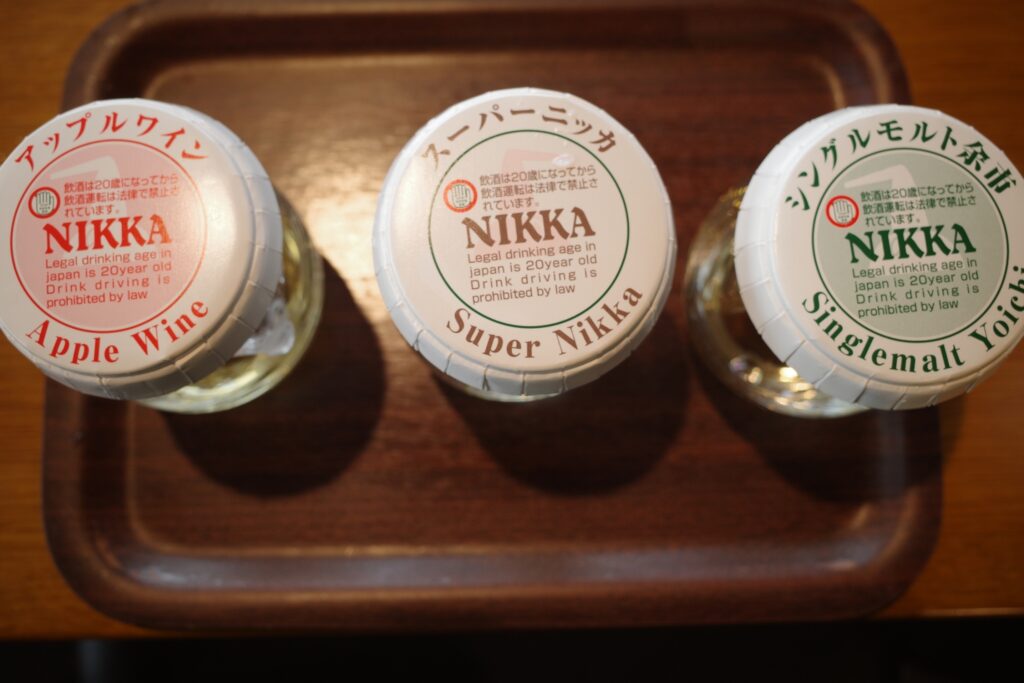 アップルワイン
飲酒は20歳になってから
飲酒運転は法律で禁止さ
れています。
NIKKA
Legal drinking age in
japan is 20year old
Drink driving is
prohibited by law
Apple Wine
スーパーニッカ
飲酒は20歳になってから
飲酒運転は法律で禁止さ
れています。
NIKKA
Legal drinking age in
japan is 20year old
Drink driving is
prohibited by law
Super Nikka
シングルモルト余市
飲酒は20歳になってから
飲酒運転は法律で禁止さ
れています。
NIKKA
Legal drinking age in
japan is 20year old
Drink driving is
prohibited by law
Singlemalt Yoichi